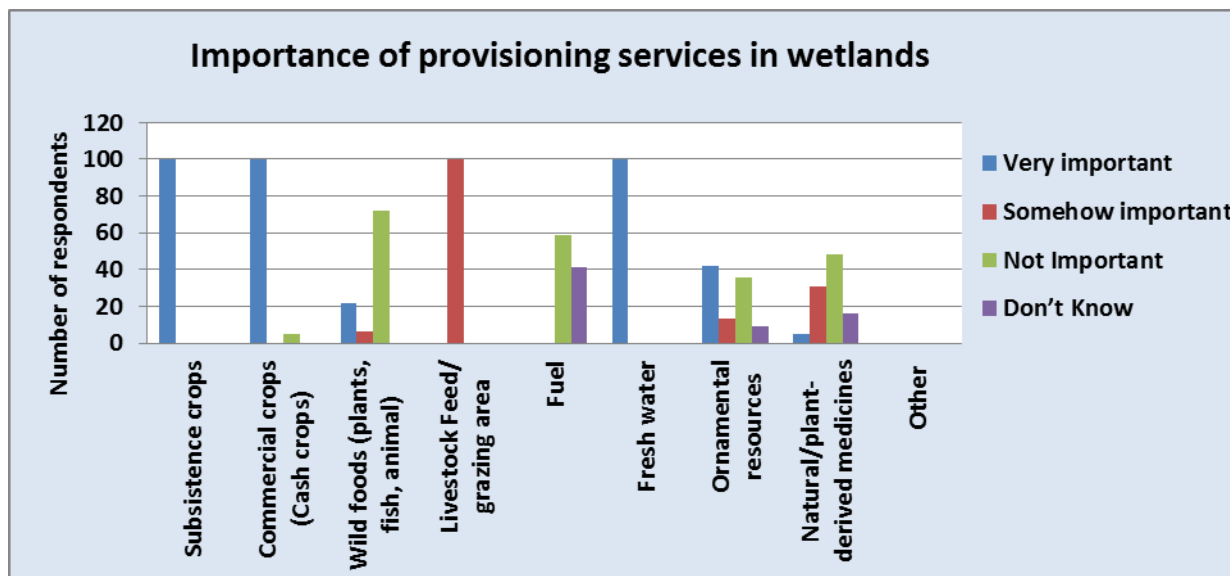 Importance of provisioning services in wetlands
Number of respondents
120
100
80
60
40
20
0
Subsistence crops
Commercial crops
(Cash crops)
Wild foods (plants,
fish, animal)
Livestock Feed/
grazing area
Fuel
Fresh water
Ornamental
resources
Natural/plant-
derived medicines
Other
Very important
Somehow important
Not Important
Don’t Know